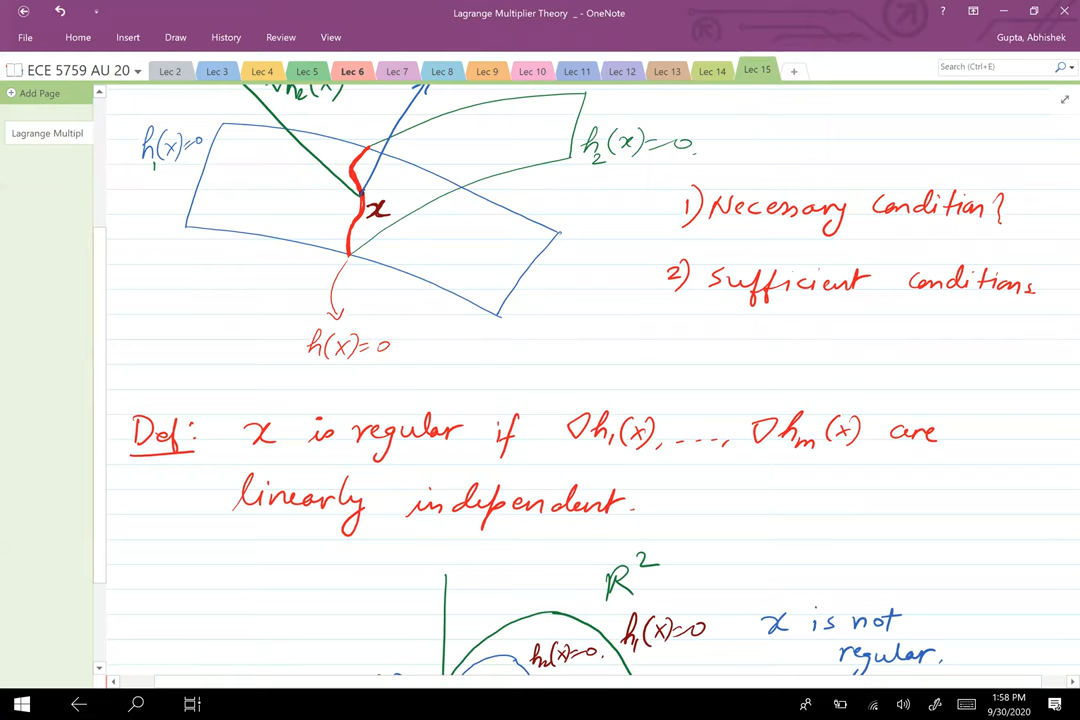 Lagrange Multiplier Theory _ - OneNote
File Home Insert Draw History Review View
Gupta, Abhishek
ECE 5759 AU 20
Lec 2 Lec 3 Lec 4 Lec 5 Lec 6 Lec 7 Lec 8 Lec 9 Lec 10 Lec 11 Lec 12 Lec 13 Lec 14 Lec 15
Search (Ctrl+E)
Add Page
Lagrange Multipl
∇h₂(x)
h₁(x)=0
h₂(x)=0.
x
1) Necessary condition?
2) Sufficient conditions
h(x)=0
Def: x is regular if ∇h₁(x), ..., ∇hₘ(x) are
linearly independent.
R²
h₁(x)=0
h₂(x)=0.
x is not
regular.
1:58 PM
9/30/2020